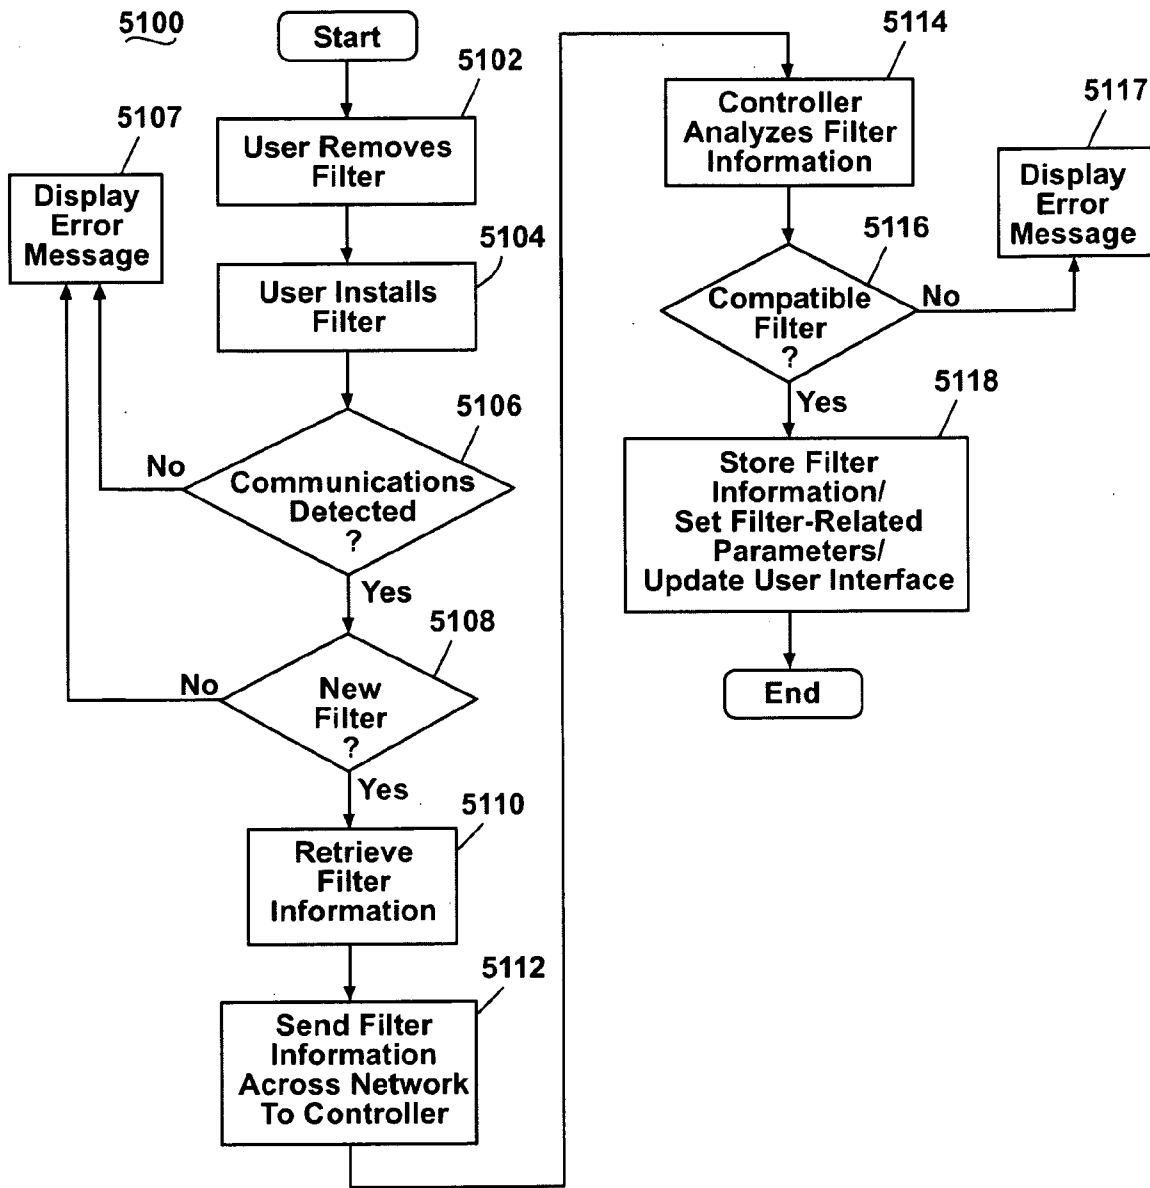 5100
Start
5102
User Removes
Filter
5107
Display
Error
Message
5104
User Installs
Filter
5106
Communications
Detected
?
No
Yes
5108
New
Filter
?
No
Yes
5110
Retrieve
Filter
Information
5112
Send Filter
Information
Across Network
To Controller
5114
Controller
Analyzes Filter
Information
5117
Display
Error
Message
5116
Compatible
Filter
?
No
Yes
5118
Store Filter
Information/
Set Filter-Related
Parameters/
Update User Interface
End